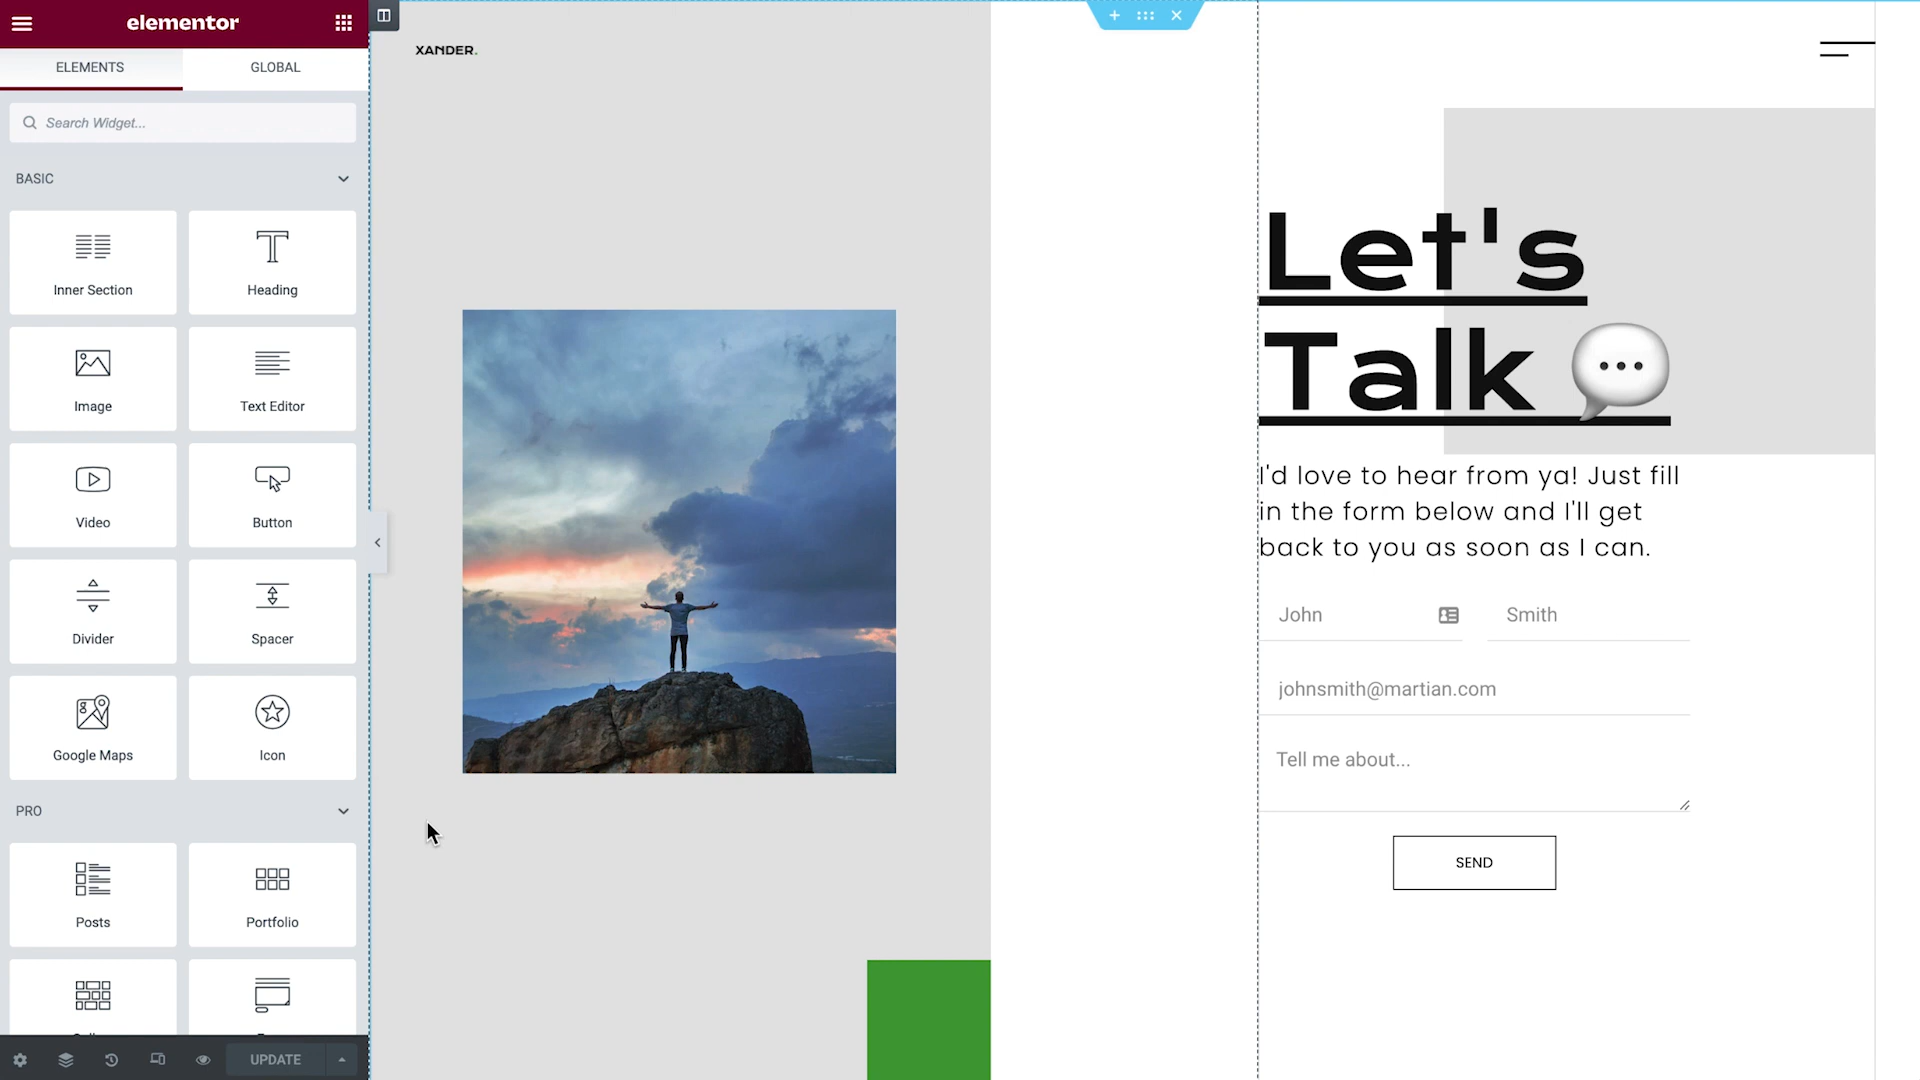 elementor
ELEMENTS
GLOBAL
Search Widget...
BASIC
Inner Section
Heading
Image
Text Editor
Video
Button
Divider
Spacer
Google Maps
Icon
PRO
Posts
Portfolio
UPDATE
XANDER.
Let's
Talk
I'd love to hear from ya! Just fill
in the form below and I'll get
back to you as soon as I can.
John
Smith
johnsmith@martian.com
Tell me about...
SEND